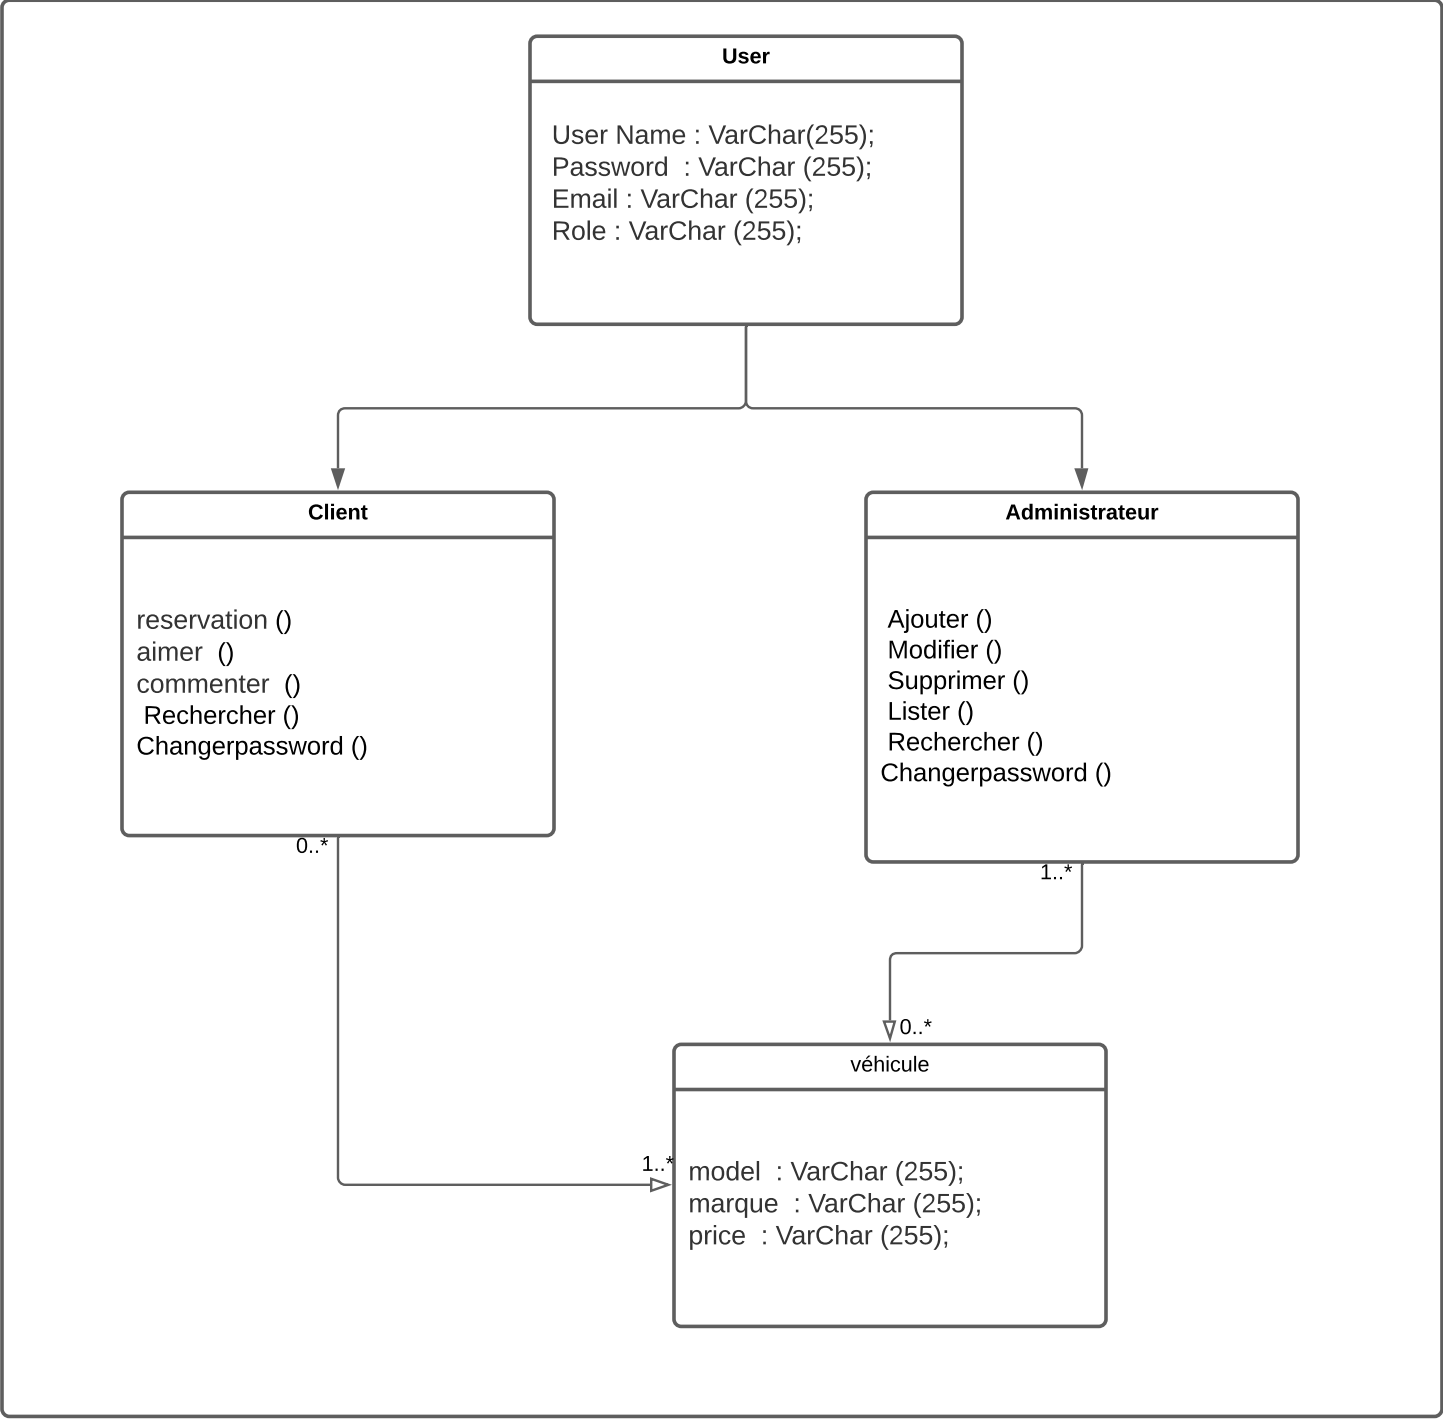 User
User Name : VarChar(255);
Password  : VarChar (255);
Email : VarChar (255);
Role : VarChar (255);
Client
reservation ()
aimer  ()
commenter  ()
Rechercher ()
Changerpassword ()
0..*
Administrateur
Ajouter ()
Modifier ()
Supprimer ()
Lister ()
Rechercher ()
Changerpassword ()
1..*
0..*
véhicule
1..*
model  : VarChar (255);
marque  : VarChar (255);
price  : VarChar (255);